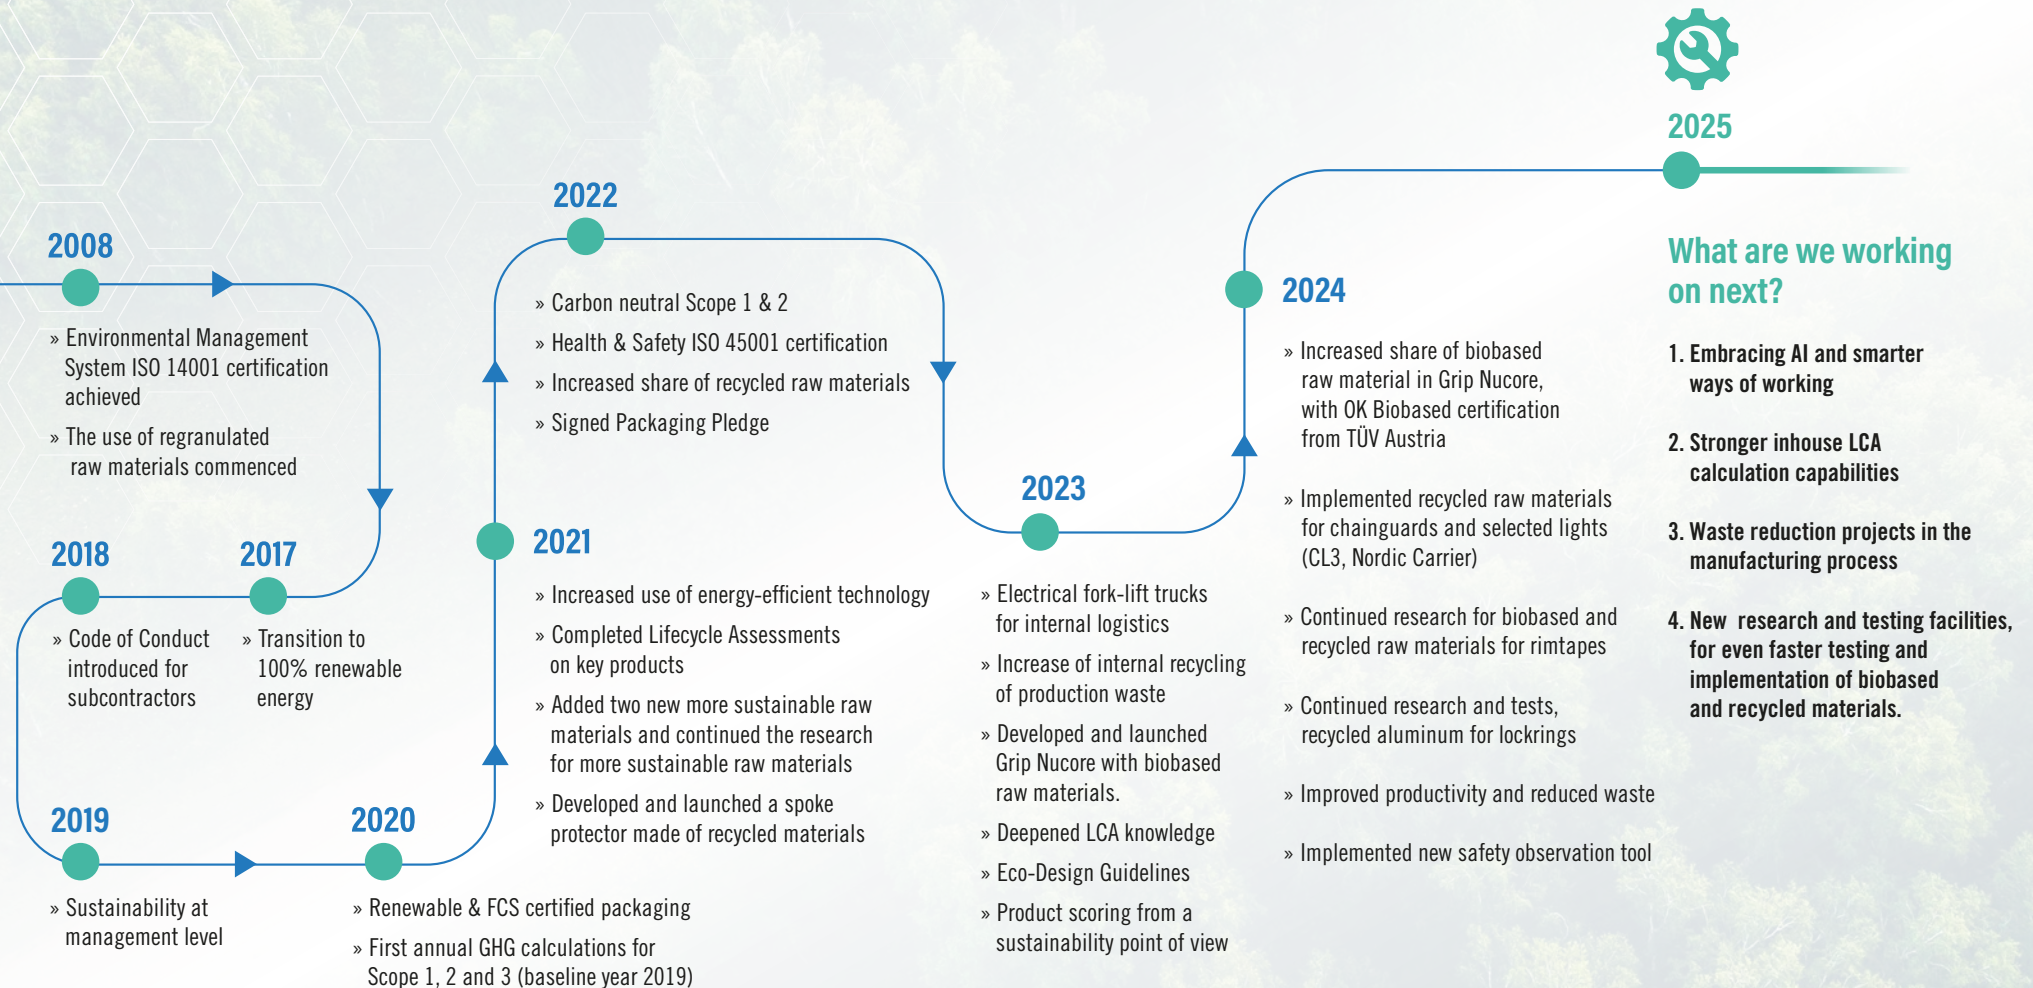 2008
» Environmental Management
System ISO 14001 certification
achieved
» The use of regranulated
raw materials commenced
2017
» Transition to
100% renewable
energy
2018
» Code of Conduct
introduced for
subcontractors
2019
» Sustainability at
management level
2020
» Renewable & FCS certified packaging
» First annual GHG calculations for
Scope 1, 2 and 3 (baseline year 2019)
2021
» Increased use of energy-efficient technology
» Completed Lifecycle Assessments
on key products
» Added two new more sustainable raw
materials and continued the research
for more sustainable raw materials
» Developed and launched a spoke
protector made of recycled materials
2022
» Carbon neutral Scope 1 & 2
» Health & Safety ISO 45001 certification
» Increased share of recycled raw materials
» Signed Packaging Pledge
2023
» Electrical fork-lift trucks
for internal logistics
» Increase of internal recycling
of production waste
» Developed and launched
Grip Nucore with biobased
raw materials.
» Deepened LCA knowledge
» Eco-Design Guidelines
» Product scoring from a
sustainability point of view
2024
» Increased share of biobased
raw material in Grip Nucore,
with OK Biobased certification
from TÜV Austria
» Implemented recycled raw materials
for chainguards and selected lights
(CL3, Nordic Carrier)
» Continued research for biobased and
recycled raw materials for rimtapes
» Continued research and tests,
recycled aluminum for lockrings
» Improved productivity and reduced waste
» Implemented new safety observation tool
2025
What are we working
on next?
1. Embracing AI and smarter
ways of working
2. Stronger inhouse LCA
calculation capabilities
3. Waste reduction projects in the
manufacturing process
4. New research and testing facilities,
for even faster testing and
implementation of biobased
and recycled materials.